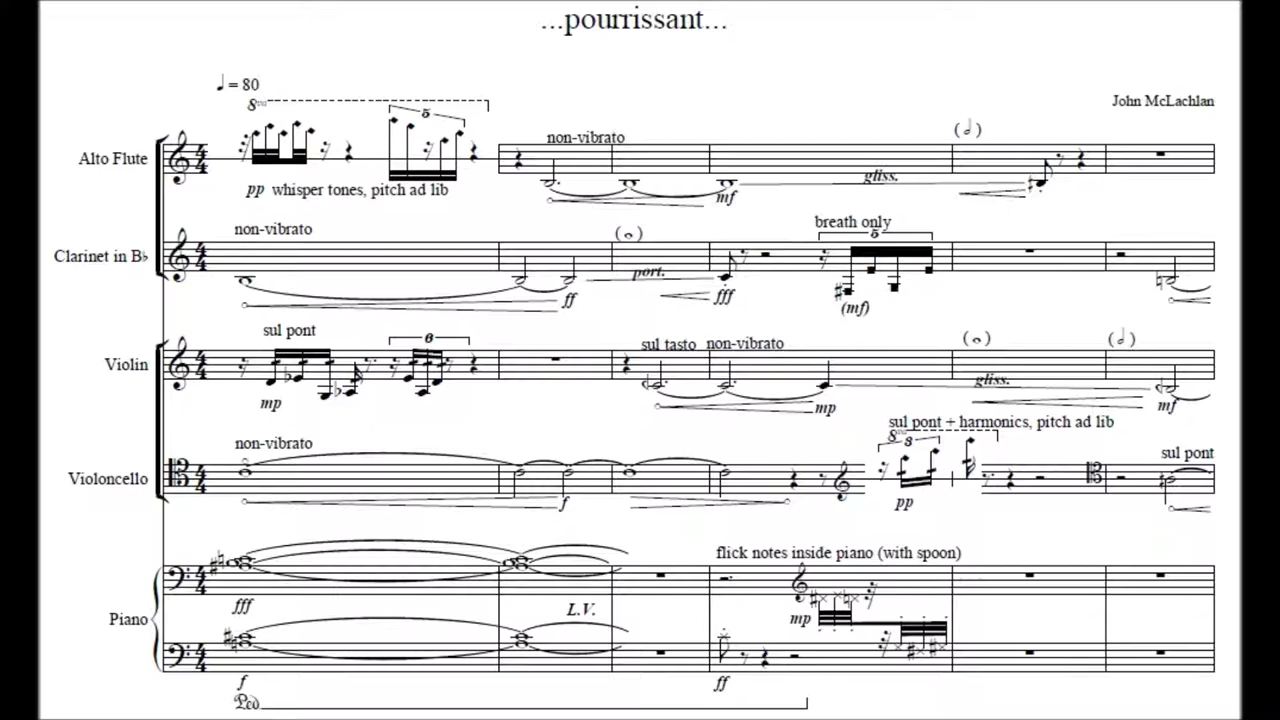 ...pourrissant...
♩ = 80
John McLachlan
8va
5
non-vibrato
Alto Flute
pp whisper tones, pitch ad lib
gliss.
mf
non-vibrato
breath only
5
Clarinet in B♭
port.
ff
fff
(mf)
sul pont
6
sul tasto non-vibrato
Violin
gliss.
mp
mp
mf
sul pont + harmonics, pitch ad lib
8va
3
non-vibrato
sul pont
Violoncello
f
pp
flick notes inside piano (with spoon)
fff
L.V.
mp
Piano
f
ff
Ped